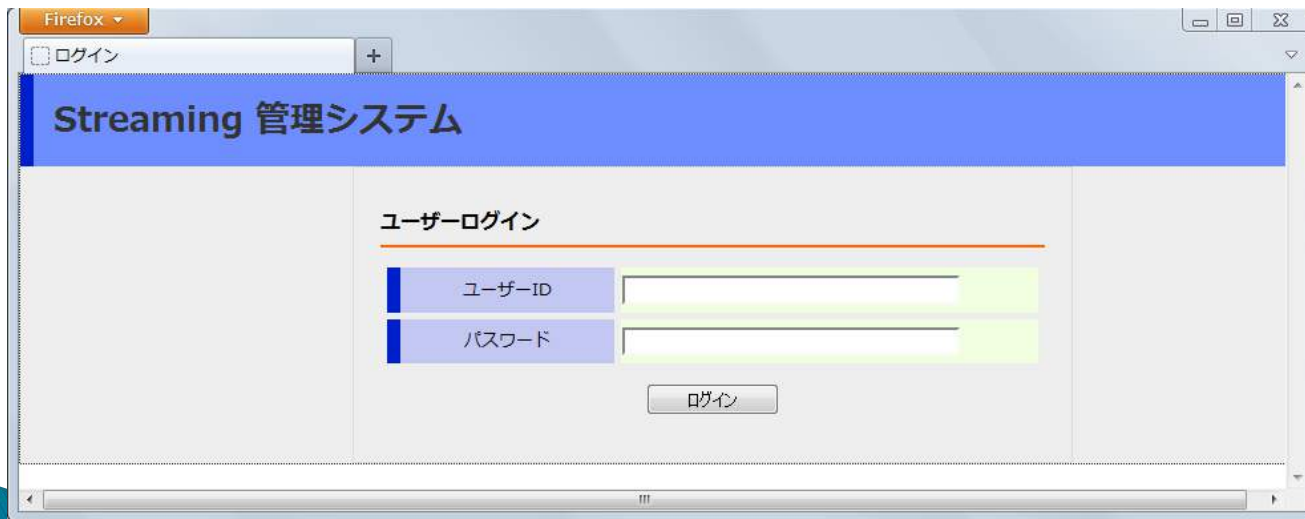 Firefox
ログイン
Streaming 管理システム
ユーザーログイン
ユーザーID
パスワード
ログイン